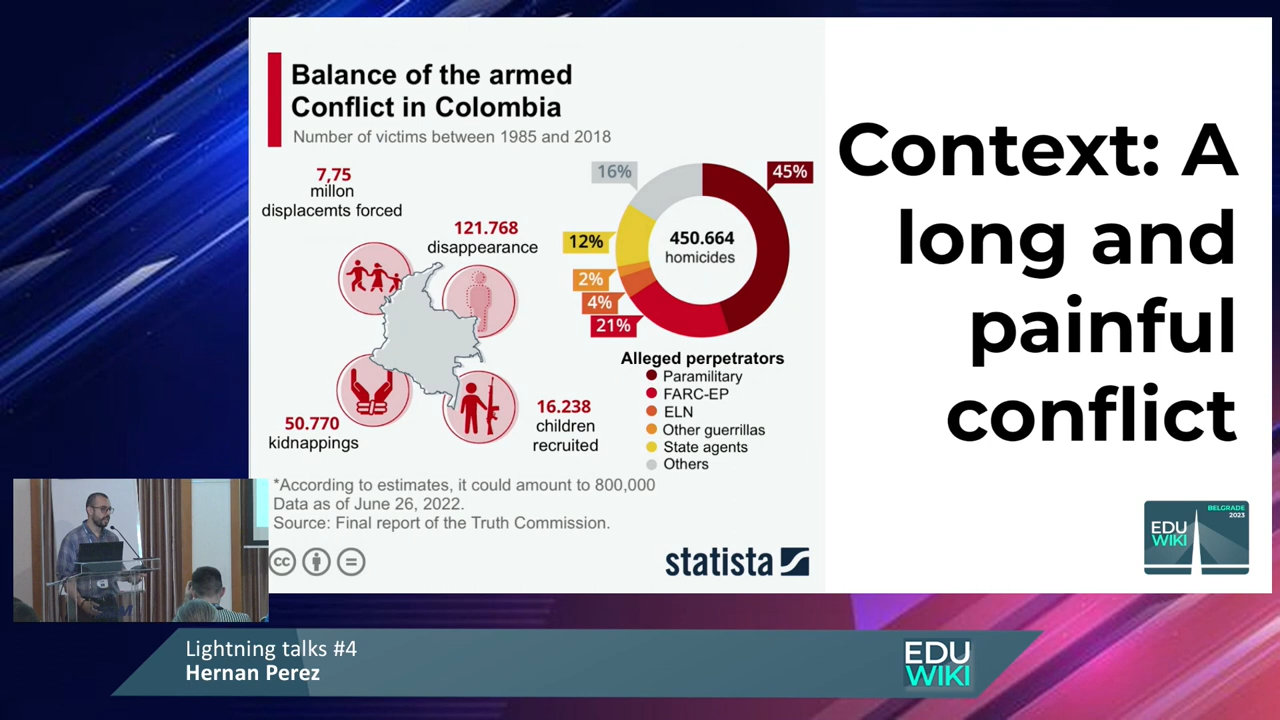 Balance of the armed
Conflict in Colombia
Number of victims between 1985 and 2018
7,75
millon
displacemts forced
121.768
disappearance
50.770
kidnappings
16.238
children
recruited
16%
45%
12%
2%
4%
21%
450.664
homicides
Alleged perpetrators
Paramilitary
FARC-EP
ELN
Other guerrillas
State agents
Others
*According to estimates, it could amount to 800,000
Data as of June 26, 2022.
Source: Final report of the Truth Commission.
cc
statista
Context: A
long and
painful
conflict
BELGRADE
2023
EDU
WIKI
Lightning talks #4
Hernan Perez
EDU
WIKI